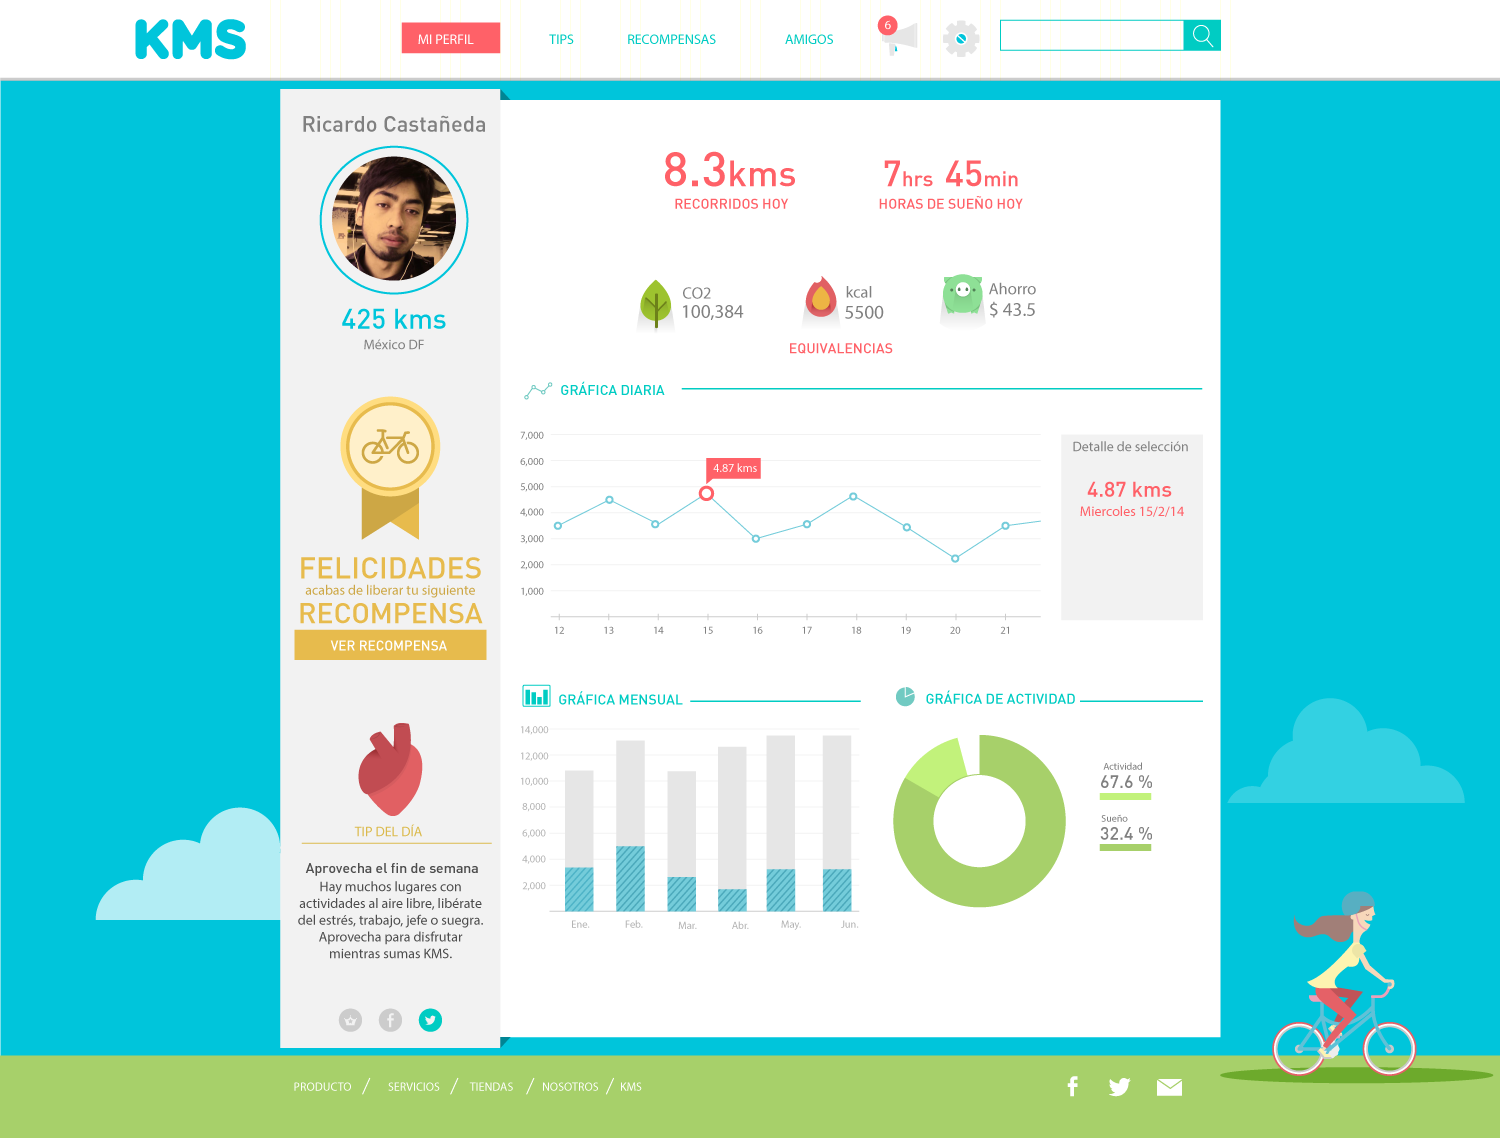 KMS
MI PERFIL
TIPS
RECOMPENSAS
AMIGOS
6
Ricardo Castañeda
425 kms
México DF
FELICIDADES
acabas de liberar tu siguiente
RECOMPENSA
VER RECOMPENSA
TIP DEL DÍA
Aprovecha el fin de semana
Hay muchos lugares con
actividades al aire libre, libérate
del estrés, trabajo, jefe o suegra.
Aprovecha para disfrutar
mientras sumas KMS.
8.3kms
RECORRIDOS HOY
7hrs 45min
HORAS DE SUEÑO HOY
CO2
100,384
kcal
5500
Ahorro
$ 43.5
EQUIVALENCIAS
GRÁFICA DIARIA
7,000
6,000
5,000
4,000
3,000
2,000
1,000
4.87 kms
12 13 14 15 16 17 18 19 20 21
Detalle de selección
4.87 kms
Miercoles 15/2/14
GRÁFICA MENSUAL
14,000
12,000
10,000
8,000
6,000
4,000
2,000
Ene. Feb. Mar. Abr. May. Jun.
GRÁFICA DE ACTIVIDAD
Actividad
67.6 %
Sueño
32.4 %
PRODUCTO / SERVICIOS / TIENDAS / NOSOTROS / KMS